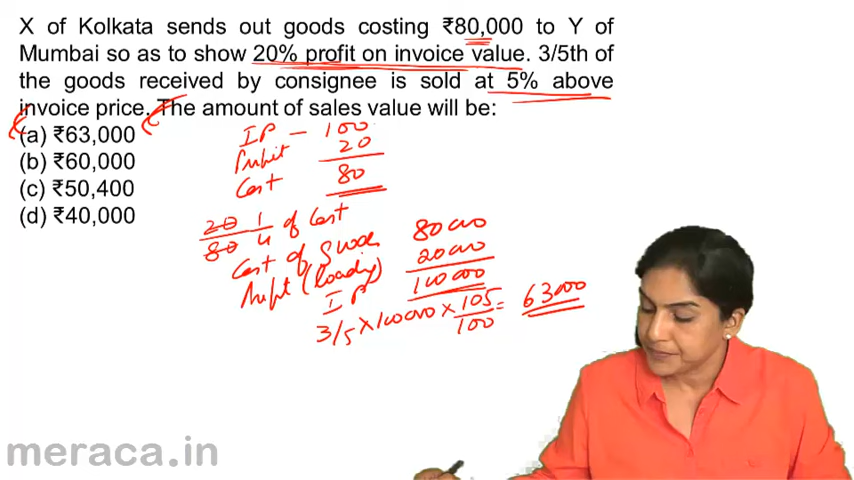 X of Kolkata sends out goods costing ₹80,000 to Y of
Mumbai so as to show 20% profit on invoice value. 3/5th of
the goods received by consignee is sold at 5% above
invoice price. The amount of sales value will be:
(a) ₹63,000
(b) ₹60,000
(c) ₹50,400
(d) ₹40,000
IP - 100
Profit 20
Cost 80
20/80 1/4 of Cost
Cost of goods 80000
Profit (loading) 20000
IP 100000
3/5 × 100000 × 105/100 = 63000
meraca.in